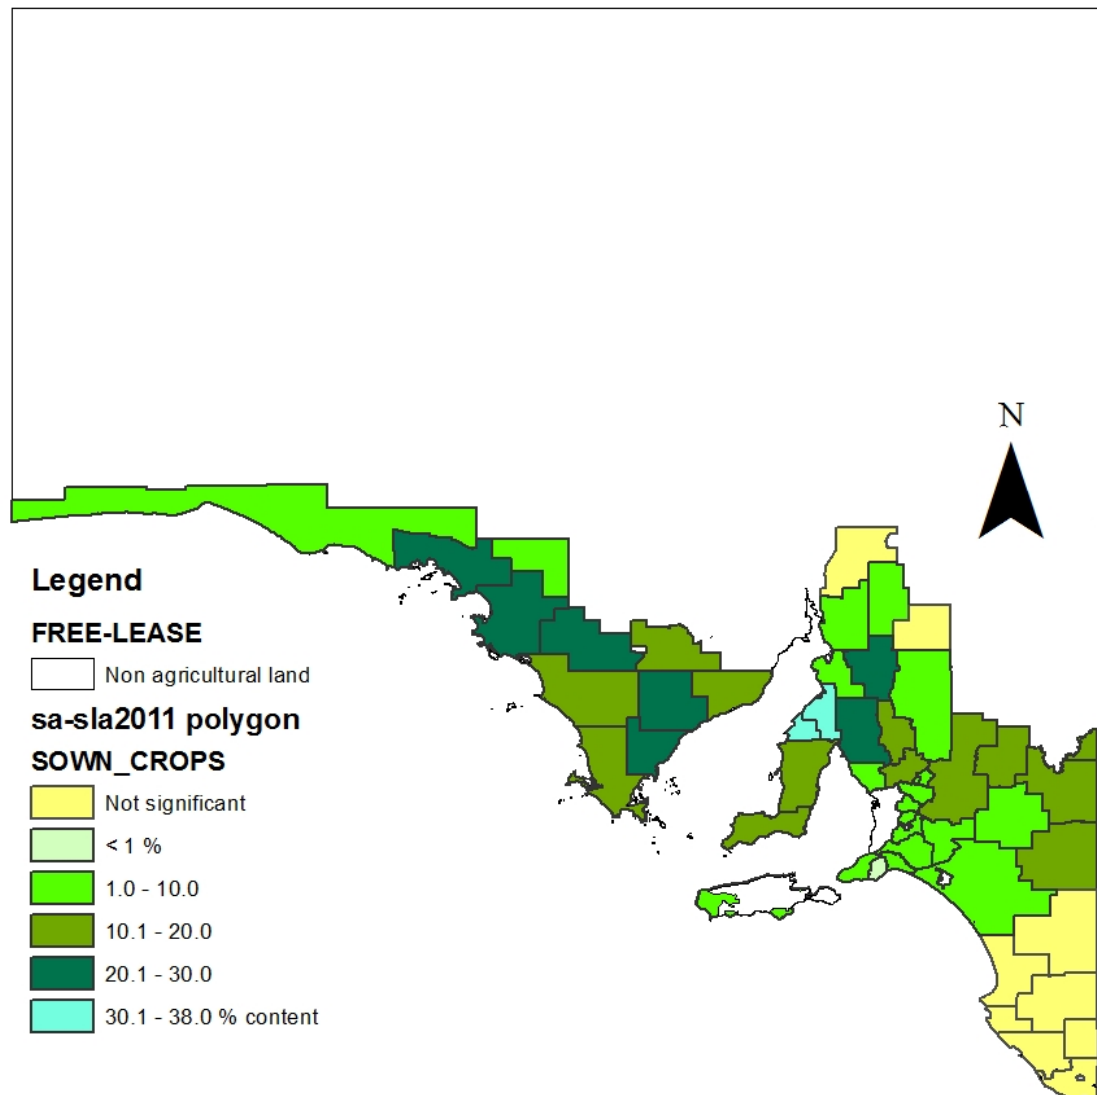 N
Legend
FREE-LEASE
Non agricultural land
sa-sla2011 polygon
SOWN_CROPS
Not significant
< 1 %
1.0 - 10.0
10.1 - 20.0
20.1 - 30.0
30.1 - 38.0 % content